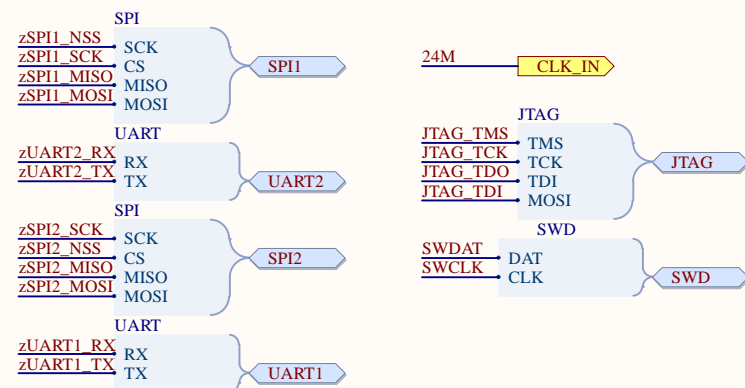 SPI
zSPI1_NSS SCK
zSPI1_SCK CS SPI1
zSPI1_MISO MISO
zSPI1_MOSI MOSI
UART
zUART2_RX RX
zUART2_TX TX UART2
SPI
zSPI2_SCK SCK
zSPI2_NSS CS SPI2
zSPI2_MISO MISO
zSPI2_MOSI MOSI
UART
zUART1_RX RX
zUART1_TX TX UART1
24M CLK_IN
JTAG
JTAG_TMS TMS
JTAG_TCK TCK JTAG
JTAG_TDO TDI
JTAG_TDI MOSI
SWD
SWDAT DAT
SWCLK CLK SWD